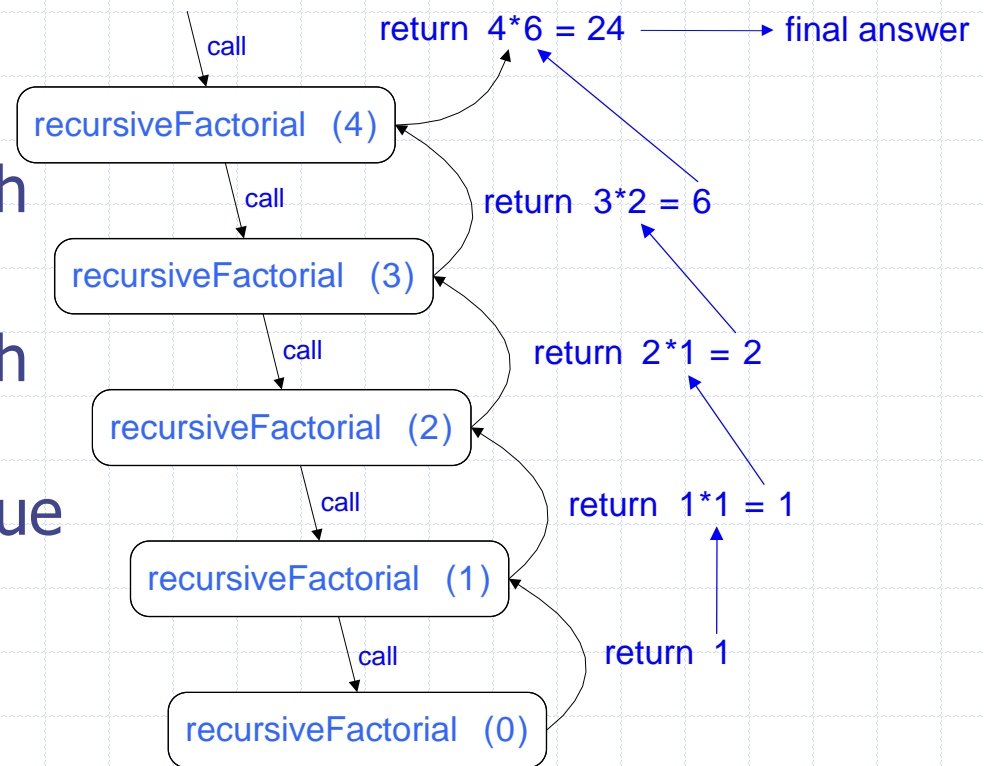 return 4*6 = 24 final answer
call
recursiveFactorial (4)
call
return 3*2 = 6
recursiveFactorial (3)
call
return 2*1 = 2
recursiveFactorial (2)
call
return 1*1 = 1
recursiveFactorial (1)
call
return 1
recursiveFactorial (0)